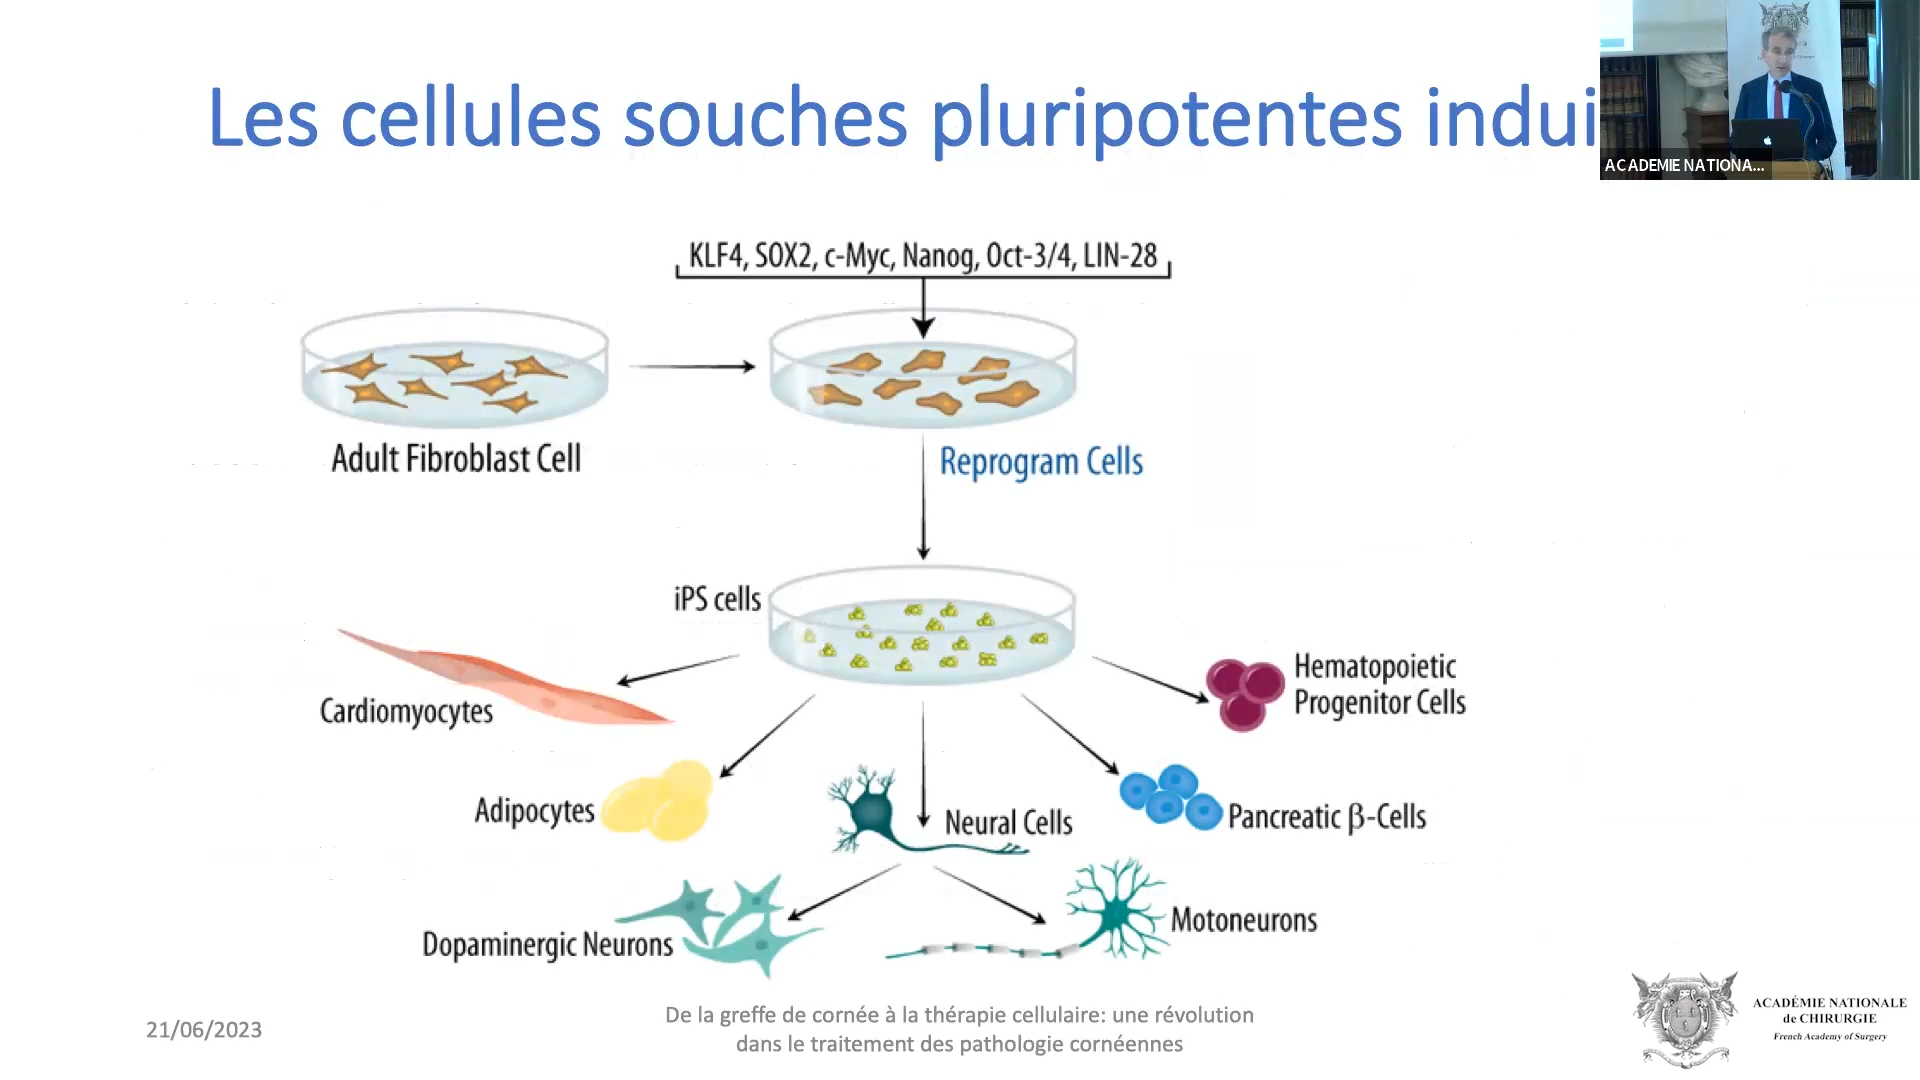 Les cellules souches pluripotentes indui
ACADEMIE NATIONA...
KLF4, SOX2, c-Myc, Nanog, Oct-3/4, LIN-28
Adult Fibroblast Cell
Reprogram Cells
iPS cells
Cardiomyocytes
Hematopoietic
Progenitor Cells
Adipocytes
Neural Cells
Pancreatic β-Cells
Dopaminergic Neurons
Motoneurons
21/06/2023
De la greffe de cornée à la thérapie cellulaire: une révolution
dans le traitement des pathologie cornéennes
ACADÉMIE NATIONALE
de CHIRURGIE
French Academy of Surgery